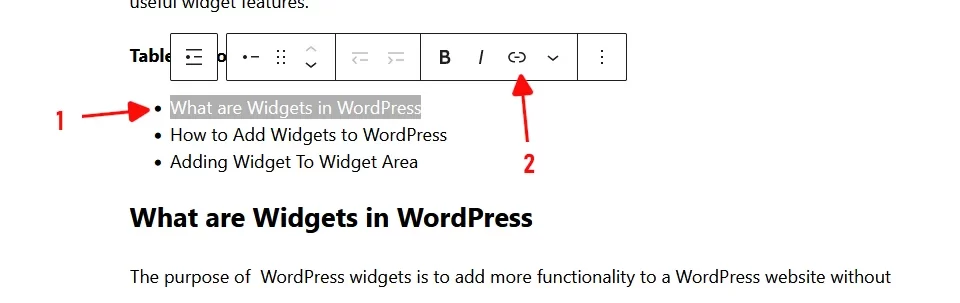 useful widget features.
Table
B I
1
What are Widgets in WordPress
How to Add Widgets to WordPress
2
Adding Widget To Widget Area
What are Widgets in WordPress
The purpose of  WordPress widgets is to add more functionality to a WordPress website without